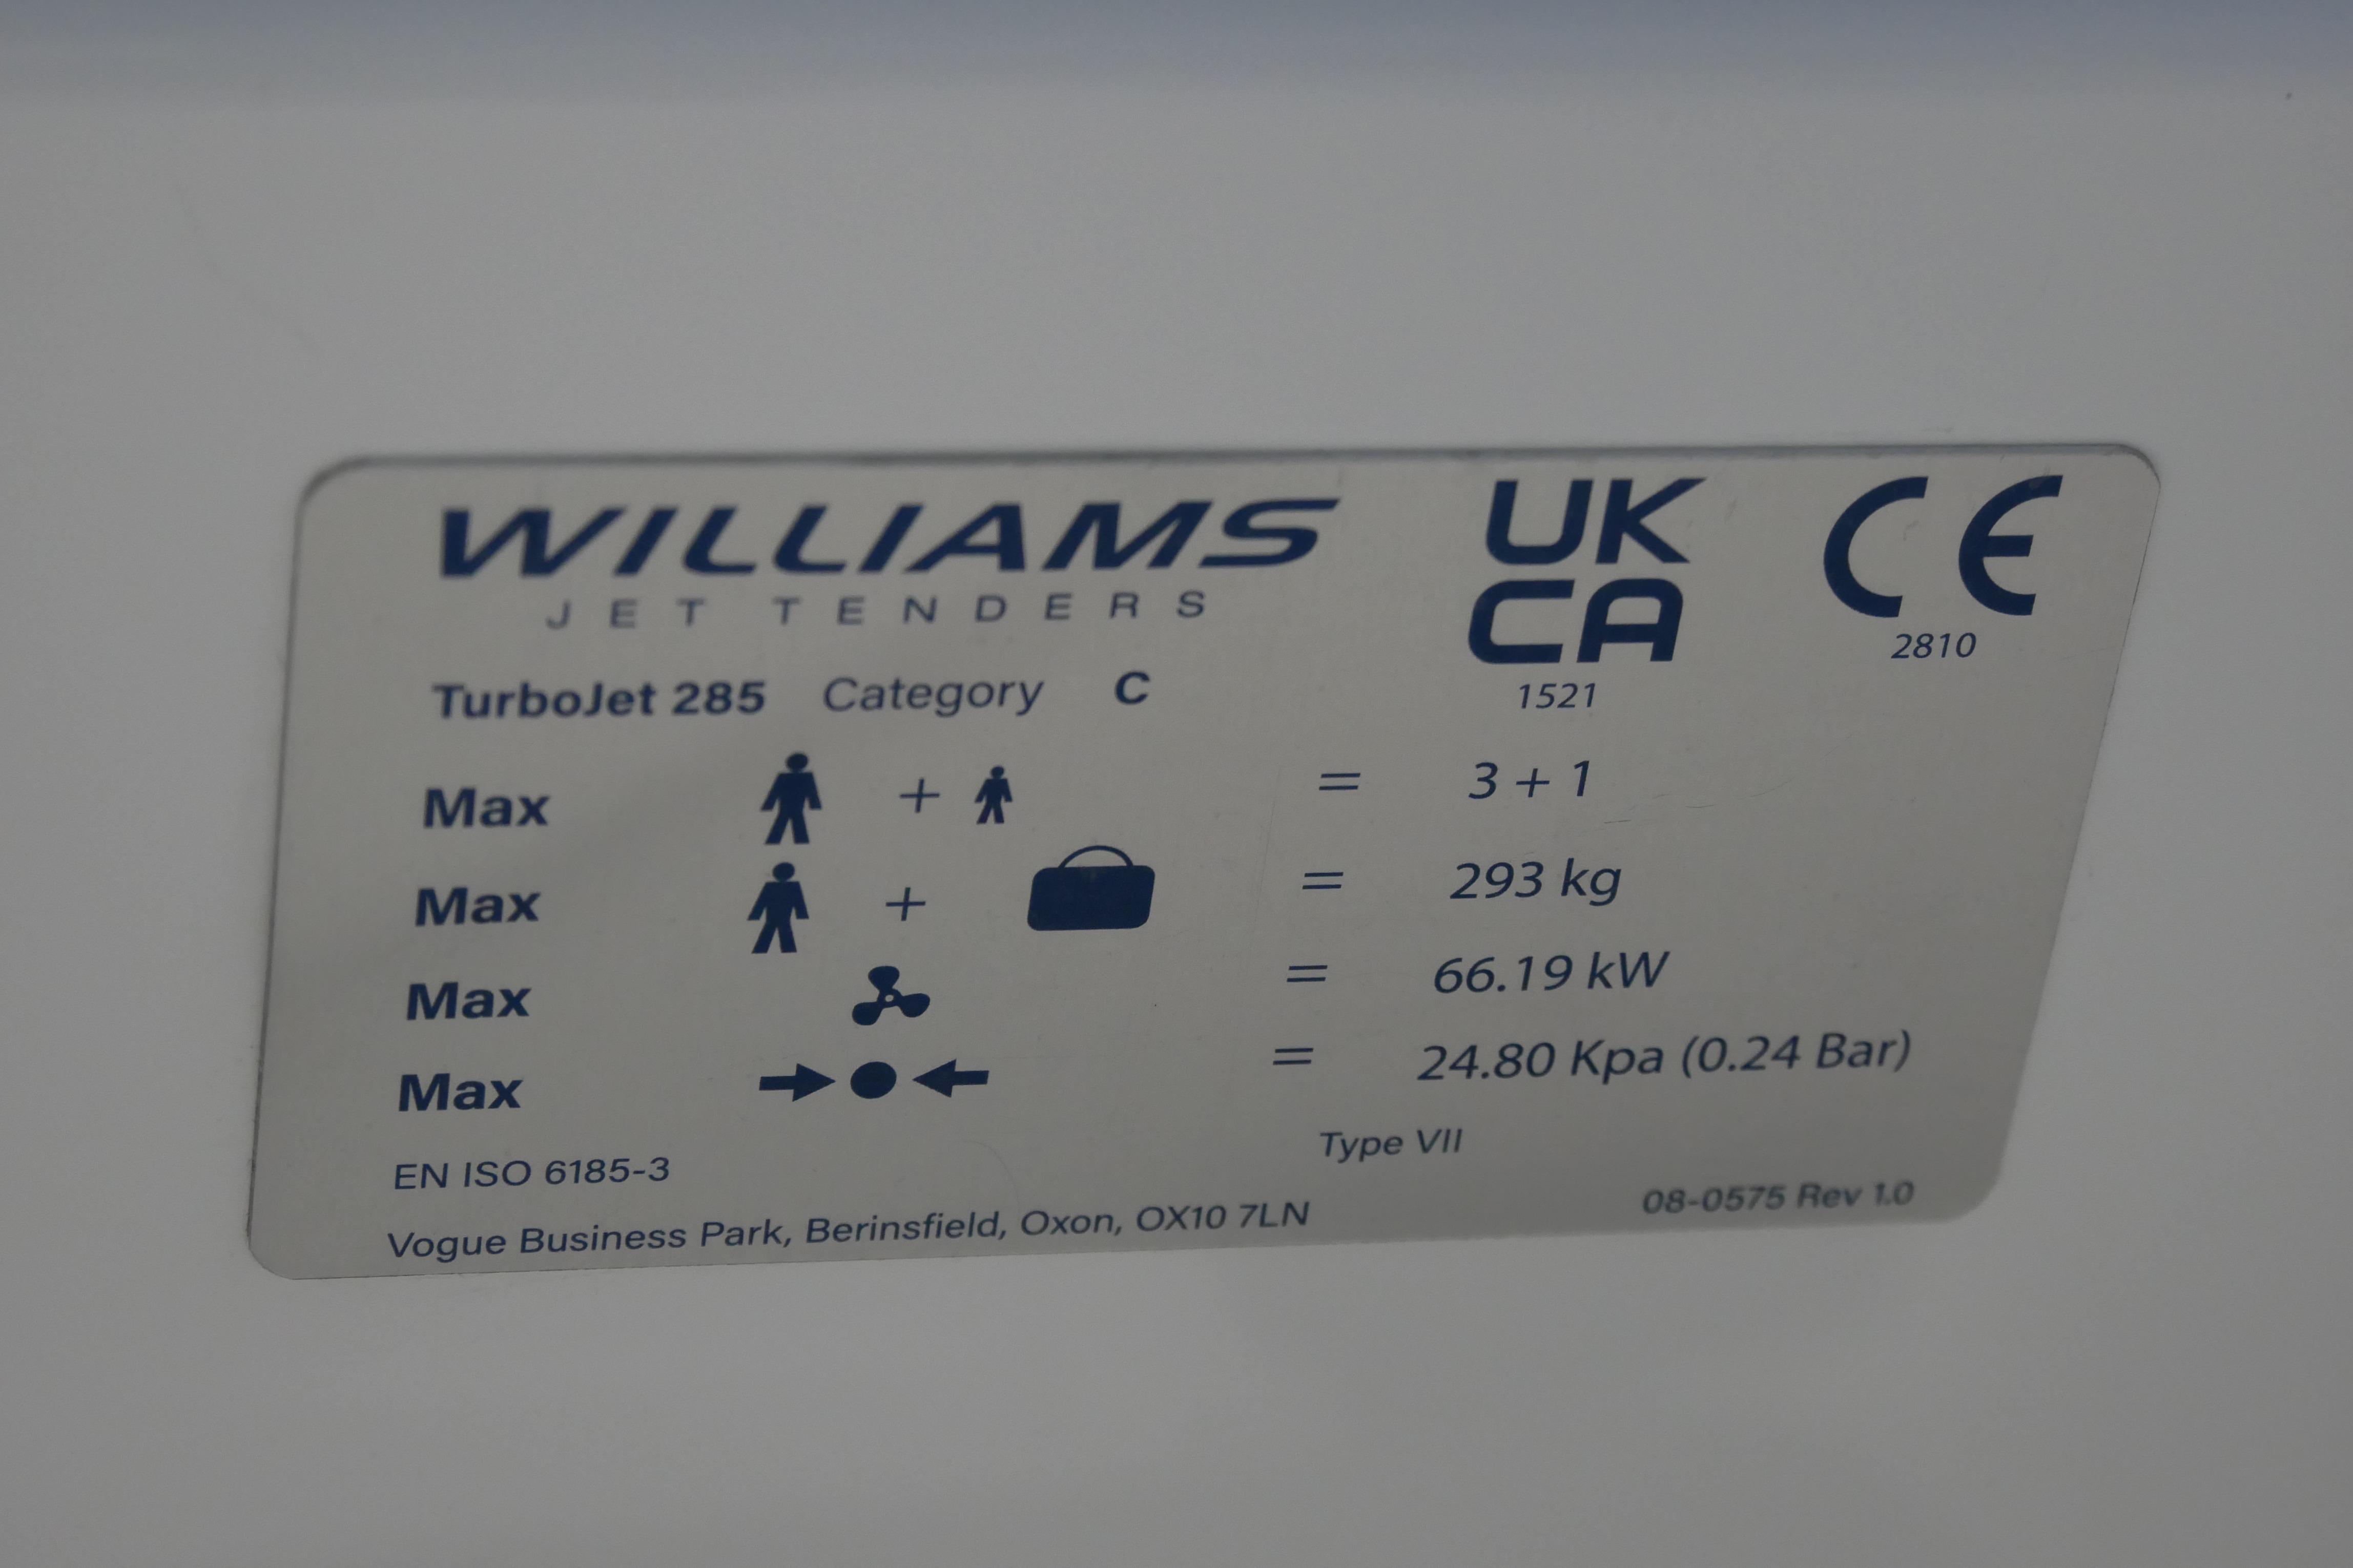 WILLIAMS
JET TENDERS
UK
CA
1521
CE
2810
TurboJet 285 Category C
Max + = 3 + 1
Max + = 293 kg
Max = 66.19 kW
Max = 24.80 Kpa (0.24 Bar)
EN ISO 6185-3 Type VII
Vogue Business Park, Berinsfield, Oxon, OX10 7LN 08-0575 Rev 1.0